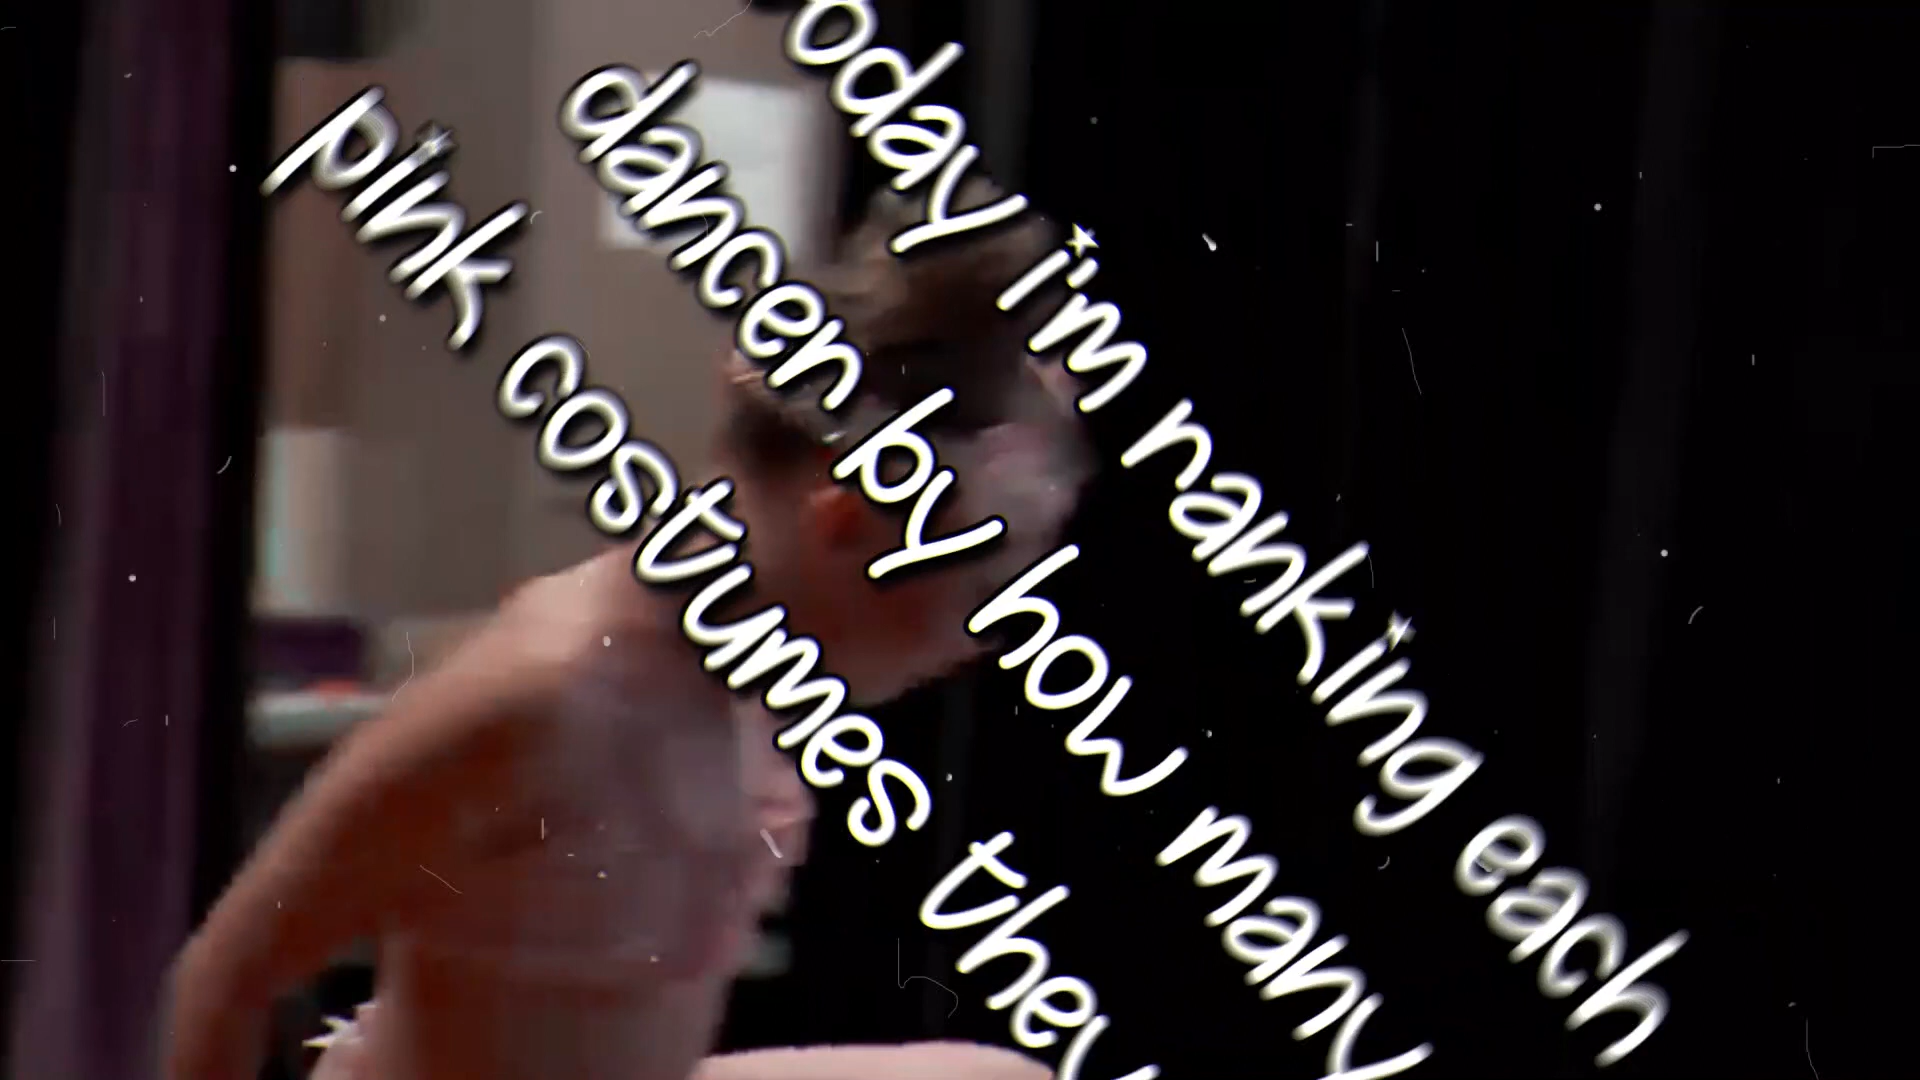 oday i'm ranking each
dancer by how many
pink costumes they